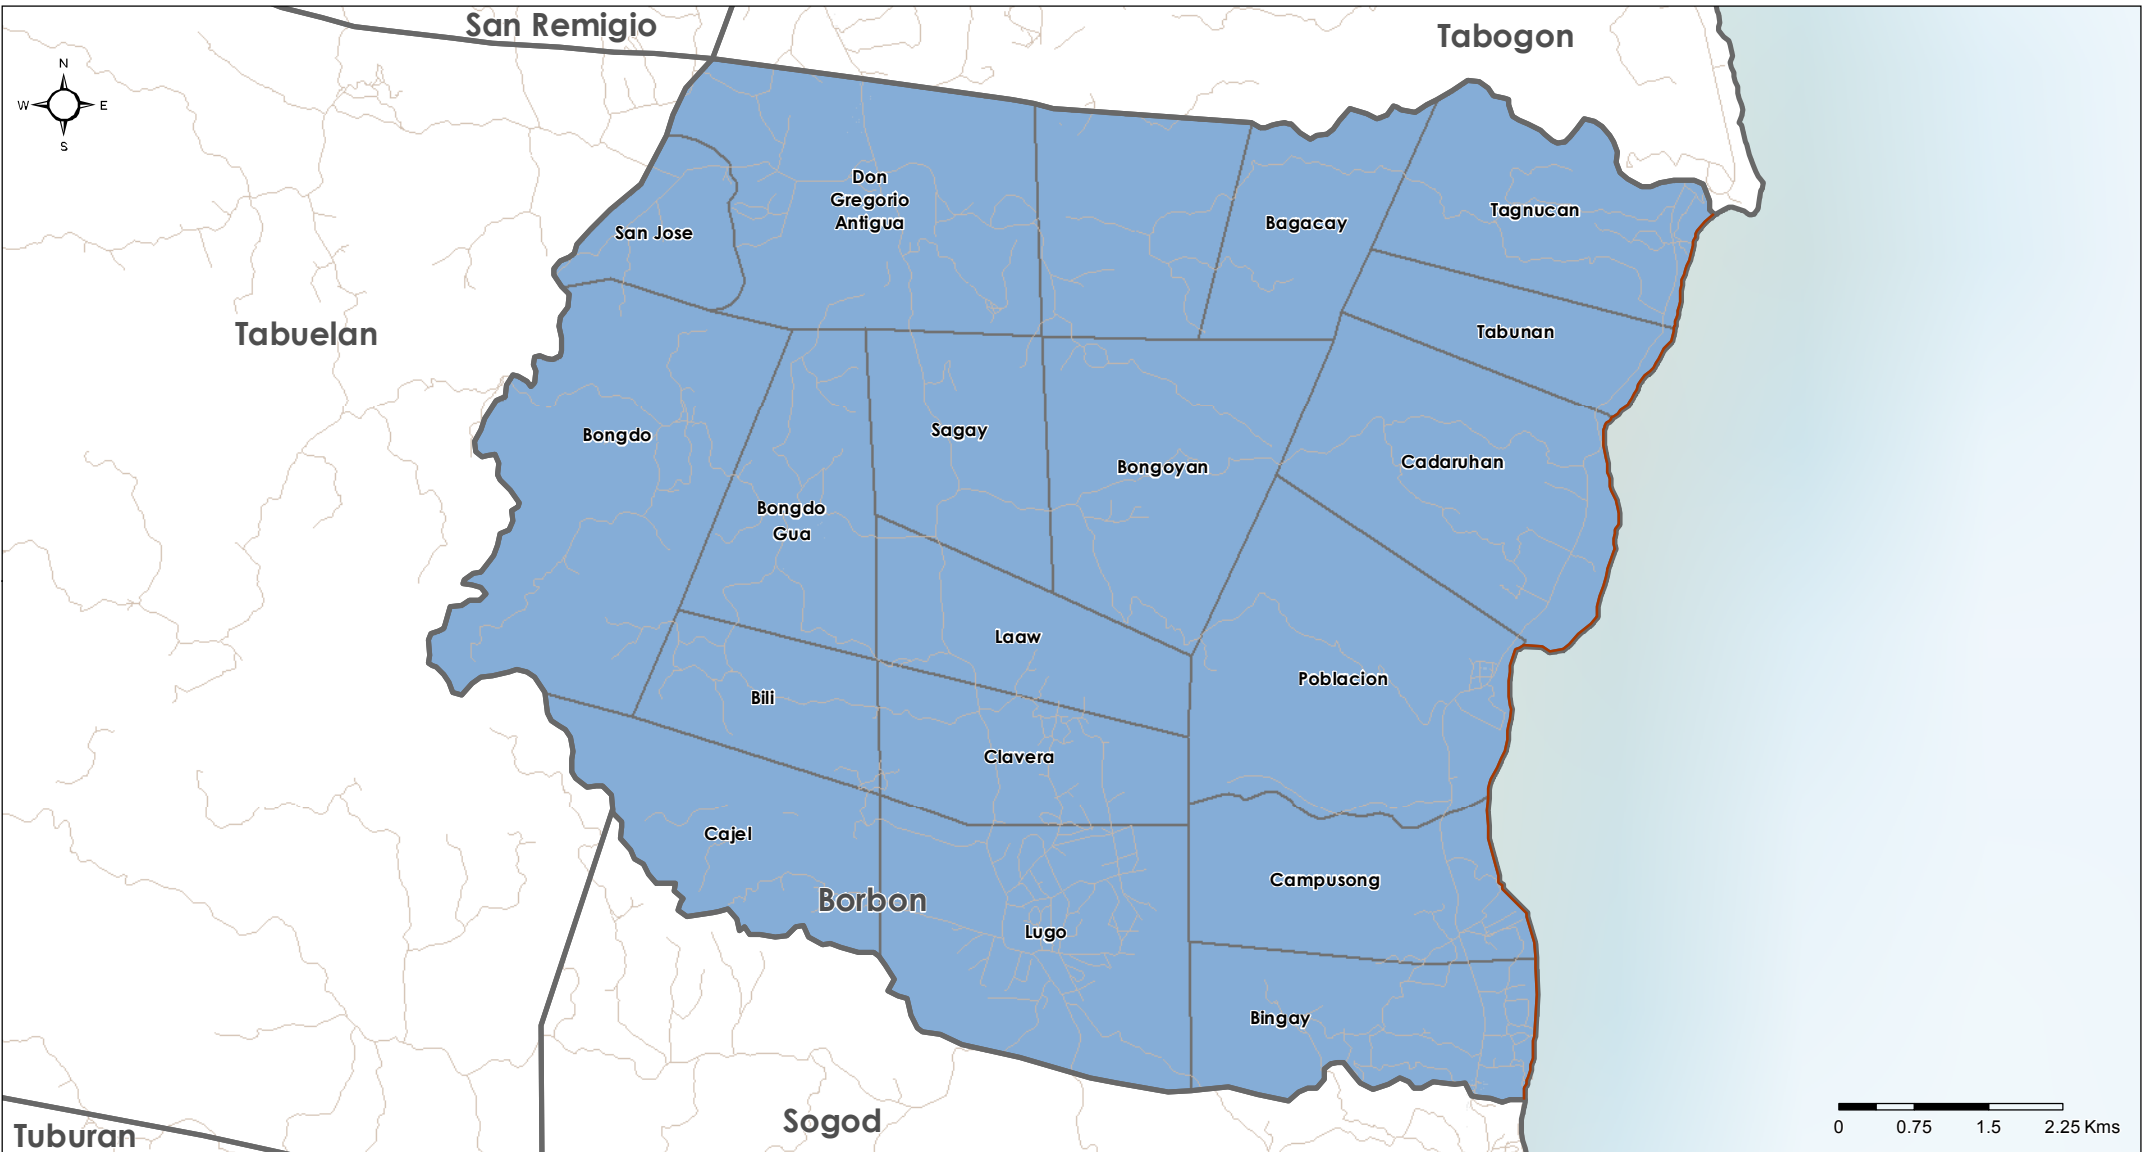 San Remigio
Tabogon
N
W E
S
Don
Gregorio
Antigua
Tagnucan
Bagacay
San Jose
Tabuelan
Tabunan
Sagay
Bongdo
Cadaruhan
Bongoyan
Bongdo
Gua
Laaw
Poblacion
Bili
Clavera
Cajel
Campusong
Borbon
Lugo
Bingay
Sogod
Tuburan
0 0.75 1.5 2.25 Kms